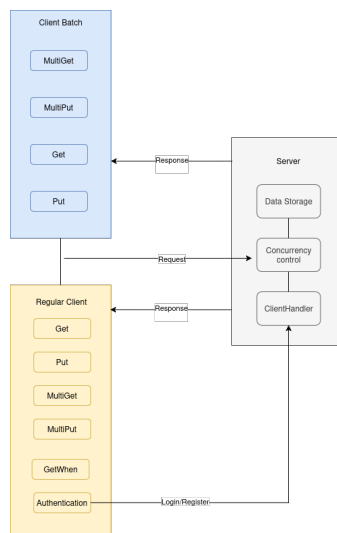 Client Batch
MultiGet
MultiPut
Get
Put
Response
Server
Data Storage
Concurrency
control
ClientHandler
Request
Response
Regular Client
Get
Put
MultiGet
MultiPut
GetWhen
Authentication
Login/Register